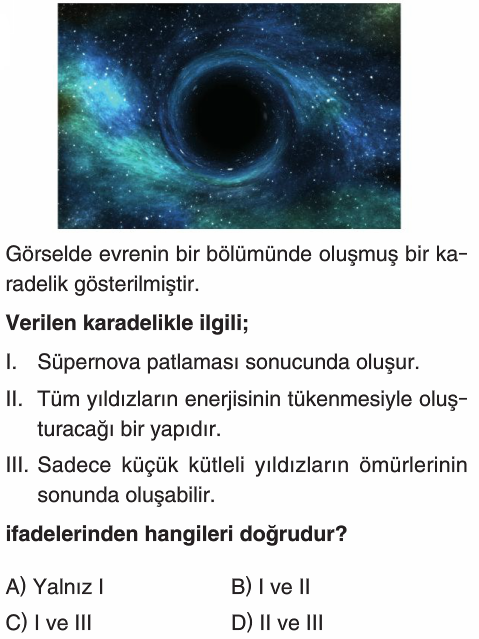 Görselde evrenin bir bölümünde oluşmuş bir ka-
radelik gösterilmiştir.
Verilen karadelikle ilgili;
I. Süpernova patlaması sonucunda oluşur.
II. Tüm yıldızların enerjisinin tükenmesiyle oluş-
turacağı bir yapıdır.
III. Sadece küçük kütleli yıldızların ömürlerinin
sonunda oluşabilir.
ifadelerinden hangileri doğrudur?
A) Yalnız I B) I ve II
C) I ve III D) II ve III